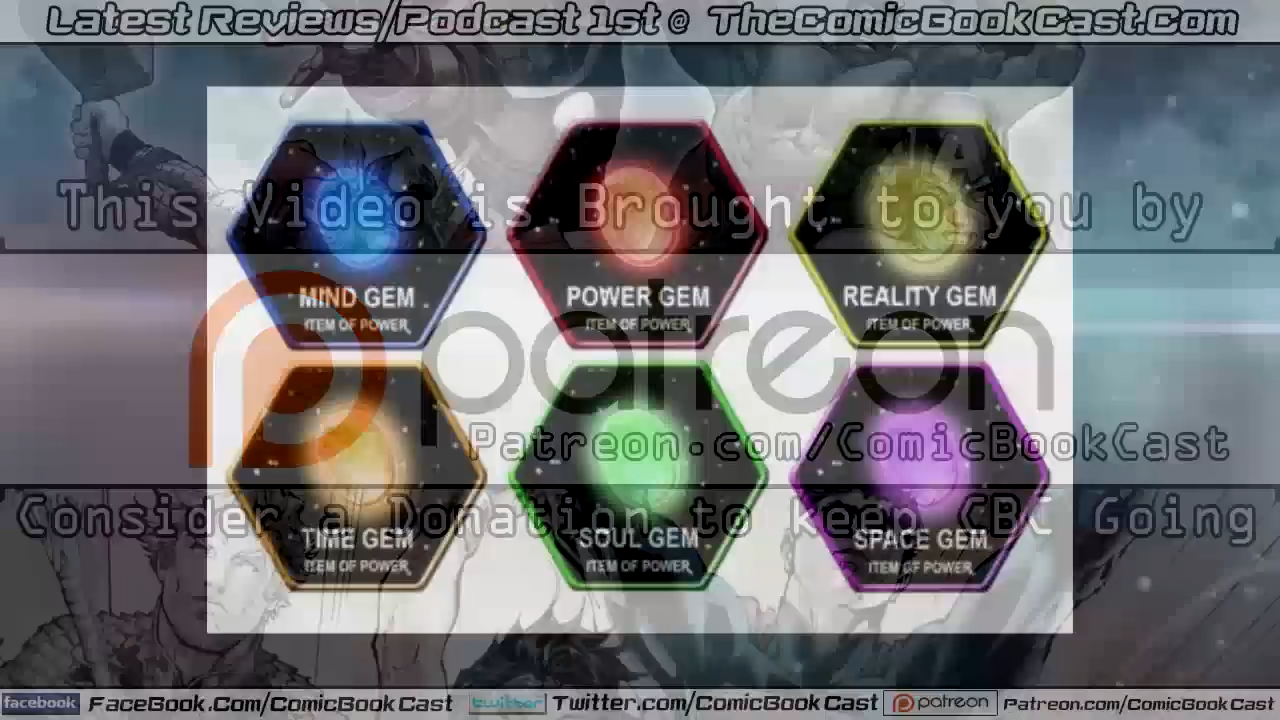 Latest Reviews/Podcast 1st @ TheComicBookCast.Com
This Video is Brought to you by
MIND GEM
ITEM OF POWER
POWER GEM
ITEM OF POWER
REALITY GEM
ITEM OF POWER
patreon
Patreon.com/ComicBookCast
Consider a Donation to keep CBC Going
TIME GEM
ITEM OF POWER
SOUL GEM
ITEM OF POWER
SPACE GEM
ITEM OF POWER
facebook FaceBook.Com/ComicBookCast twitter Twitter.com/ComicBookCast patreon Patreon.com/ComicBookCast